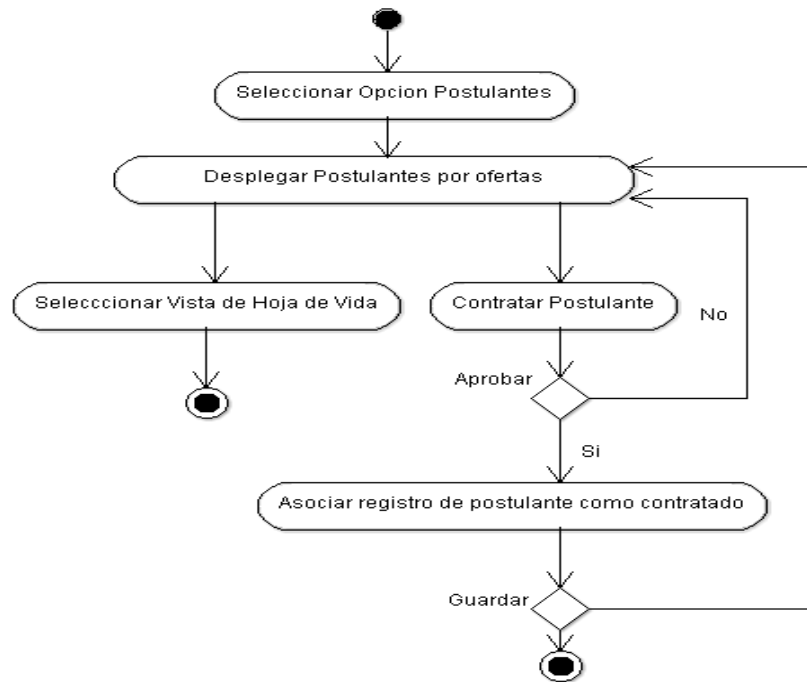 Seleccionar Opcion Postulantes
Desplegar Postulantes por ofertas
Selecccionar Vista de Hoja de Vida
Contratar Postulante
No
Aprobar
Si
Asociar registro de postulante como contratado
Guardar